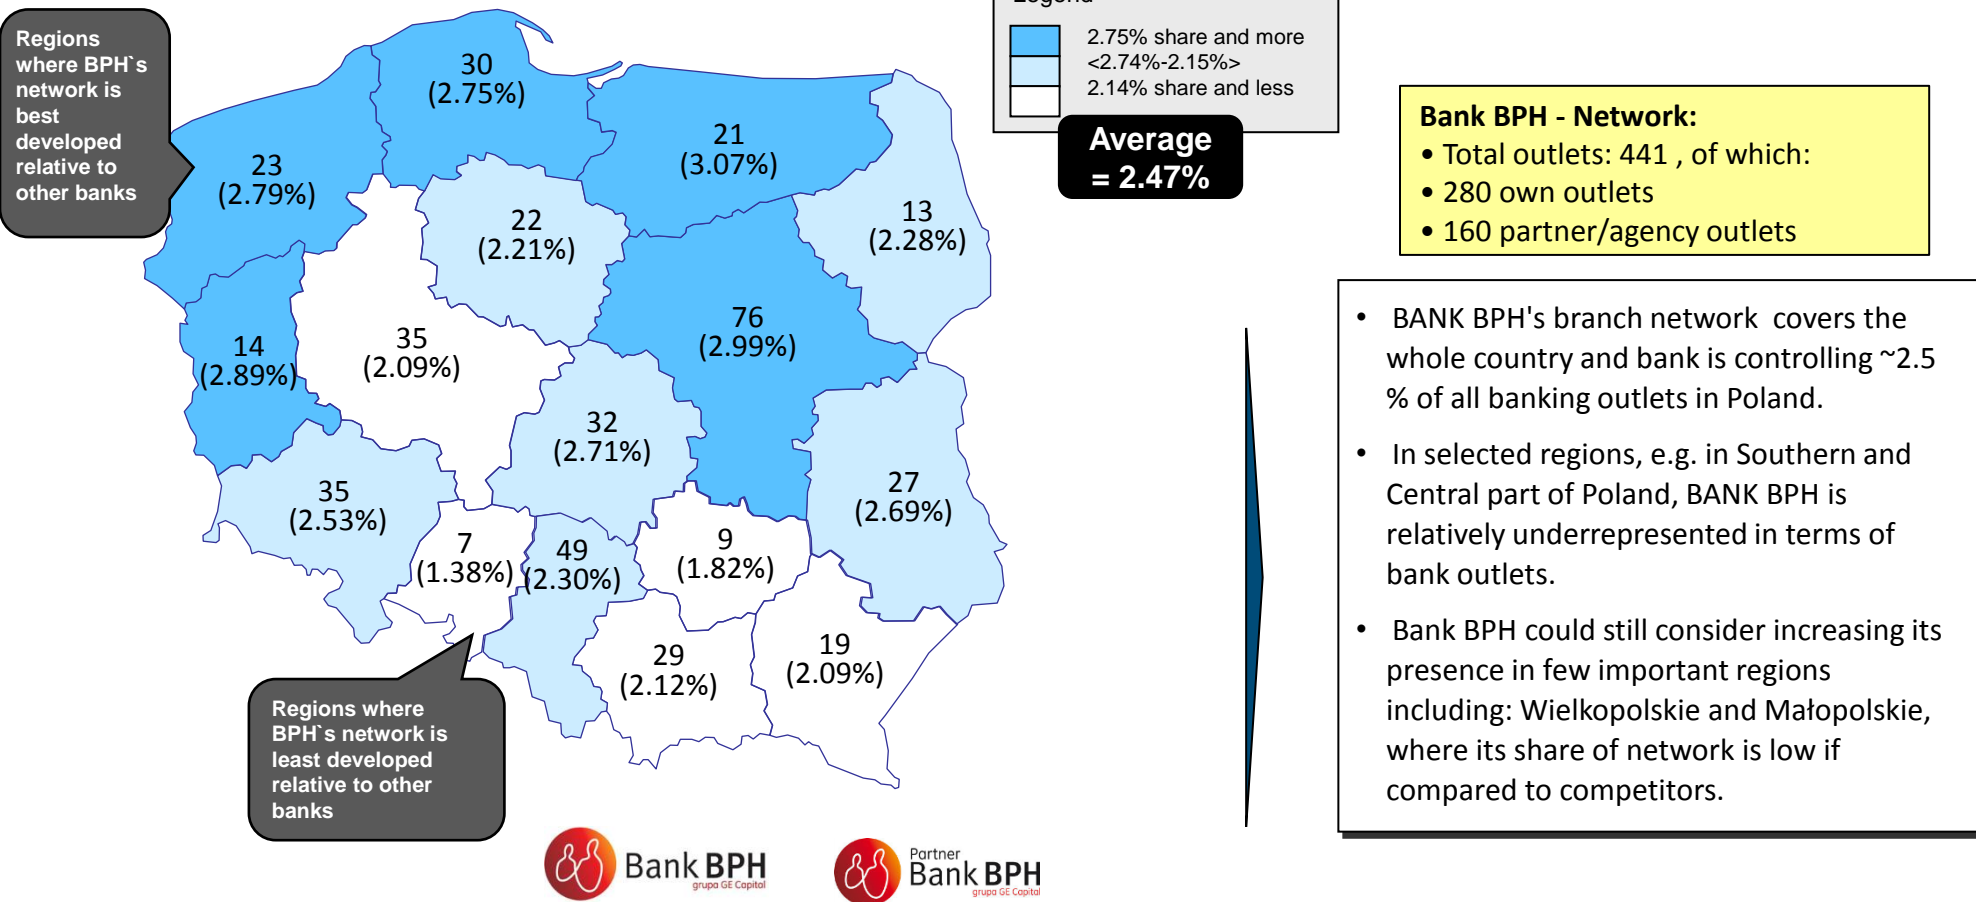 Regions
where BPH`s
network is
best
developed
relative to
other banks
Legend
2.75% share and more
<2.74%-2.15%>
2.14% share and less
Average
= 2.47%
30
(2.75%)
21
(3.07%)
23
(2.79%)
13
(2.28%)
22
(2.21%)
76
(2.99%)
14
(2.89%)
35
(2.09%)
32
(2.71%)
27
(2.69%)
35
(2.53%)
7
(1.38%)
49
(2.30%)
9
(1.82%)
29
(2.12%)
19
(2.09%)
Regions where
BPH`s network is
least developed
relative to other
banks
Bank BPH
grupa GE Capital
Partner
Bank BPH
grupa GE Capital
Bank BPH - Network:
• Total outlets: 441 , of which:
• 280 own outlets
• 160 partner/agency outlets
• BANK BPH's branch network covers the
whole country and bank is controlling ~2.5
% of all banking outlets in Poland.
• In selected regions, e.g. in Southern and
Central part of Poland, BANK BPH is
relatively underrepresented in terms of
bank outlets.
• Bank BPH could still consider increasing its
presence in few important regions
including: Wielkopolskie and Małopolskie,
where its share of network is low if
compared to competitors.